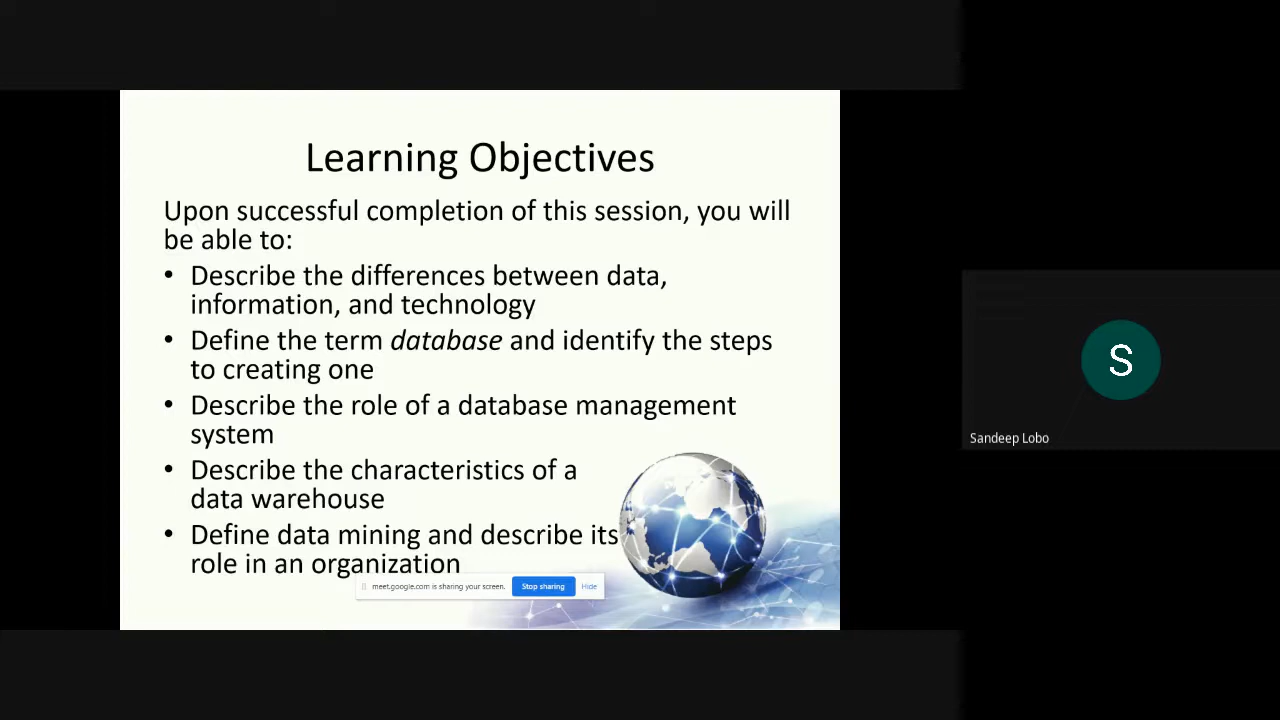 Learning Objectives
Upon successful completion of this session, you will
be able to:
• Describe the differences between data,
information, and technology
• Define the term database and identify the steps
to creating one
• Describe the role of a database management
system
• Describe the characteristics of a
data warehouse
• Define data mining and describe its
role in an organization
meet.google.com is sharing your screen. Stop sharing Hide
S
Sandeep Lobo